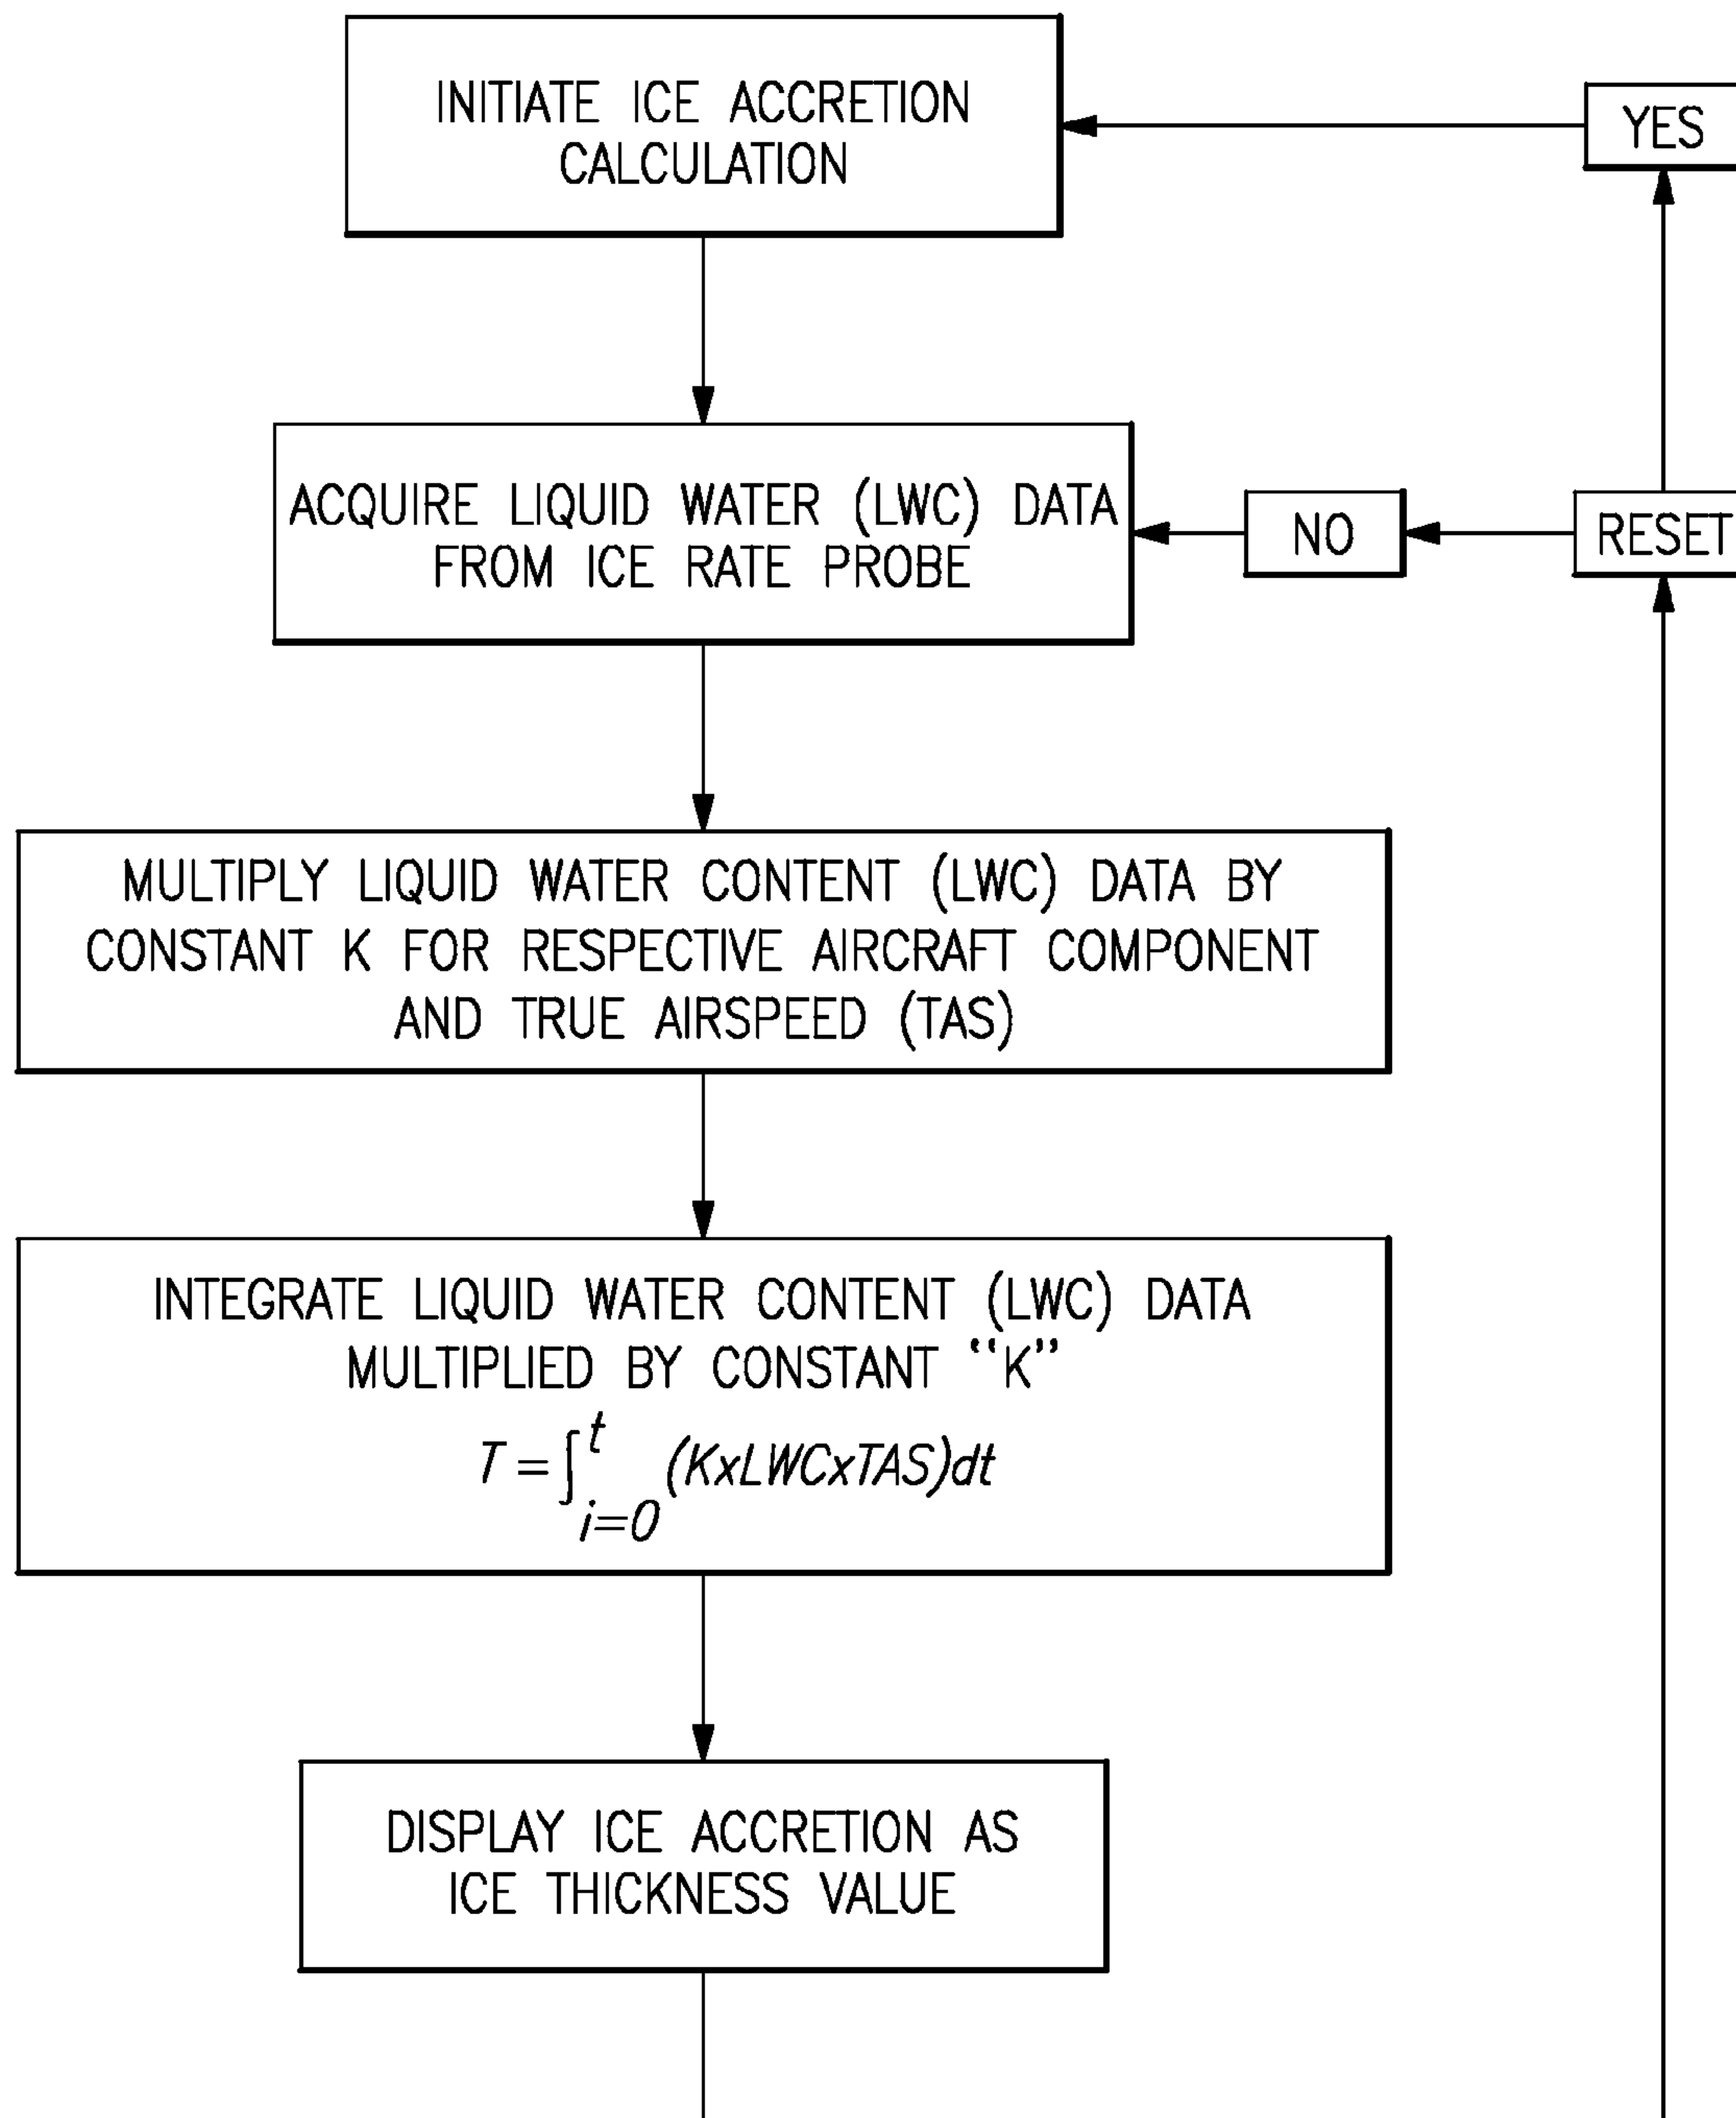 INITIATE ICE ACCRETION
CALCULATION
YES
ACQUIRE LIQUID WATER (LWC) DATA
FROM ICE RATE PROBE
NO
RESET
MULTIPLY LIQUID WATER CONTENT (LWC) DATA BY
CONSTANT K FOR RESPECTIVE AIRCRAFT COMPONENT
AND TRUE AIRSPEED (TAS)
INTEGRATE LIQUID WATER CONTENT (LWC) DATA
MULTIPLIED BY CONSTANT “K”
T=∫_{i=0}^{t}(KxLWCxTAS)dt
DISPLAY ICE ACCRETION AS
ICE THICKNESS VALUE